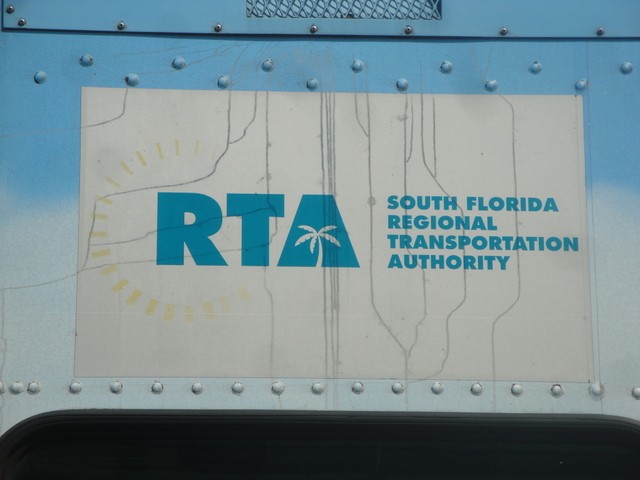 RTA
SOUTH FLORIDA
REGIONAL
TRANSPORTATION
AUTHORITY